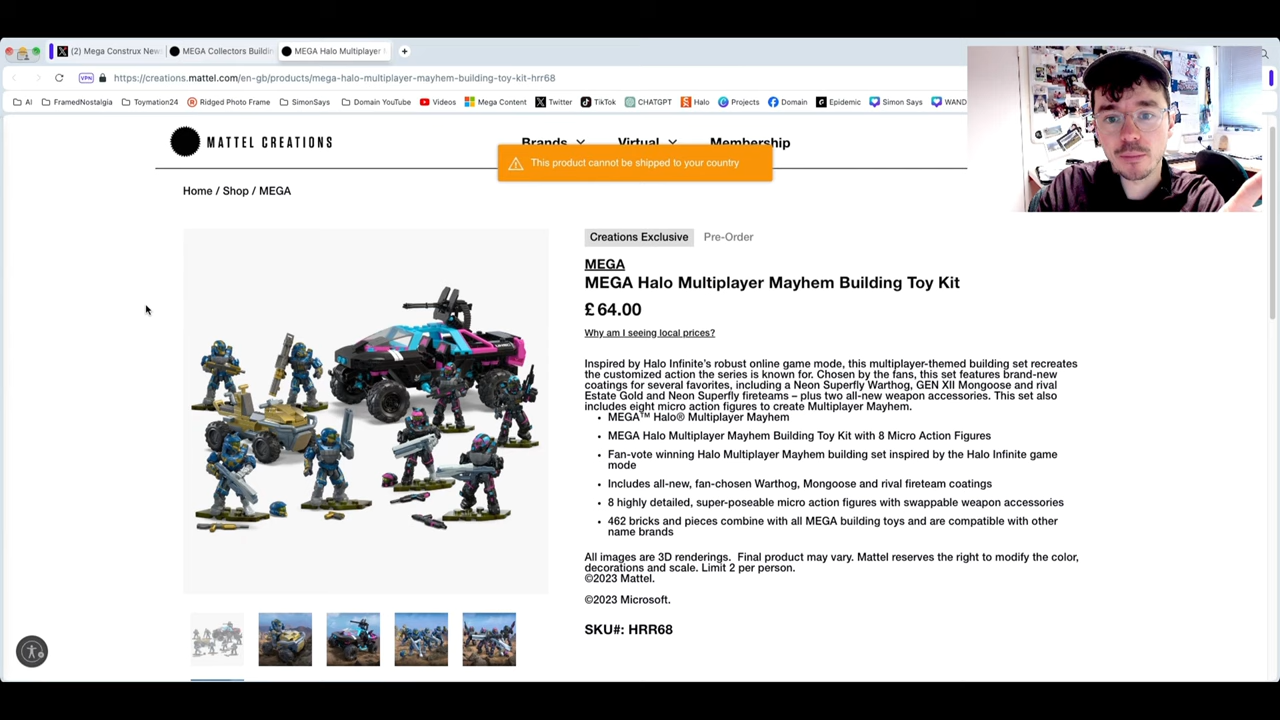 (2) Mega Construx New
MEGA Collectors Buildin
MEGA Halo Multiplayer
VPN
https://creations.mattel.com/en-gb/products/mega-halo-multiplayer-mayhem-building-toy-kit-hrr68
AI
FramedNostalgia
Toymation24
Ridged Photo Frame
SimonSays
Domain YouTube
Videos
Mega Content
Twitter
TikTok
CHATGPT
Halo
Projects
Domain
Epidemic
Simon Says
WAND
MATTEL CREATIONS
Brands
Virtual
Membership
This product cannot be shipped to your country
Home / Shop / MEGA
Creations Exclusive
Pre-Order
MEGA
MEGA Halo Multiplayer Mayhem Building Toy Kit
£64.00
Why am I seeing local prices?
Inspired by Halo Infinite's robust online game mode, this multiplayer-themed building set recreates
the customized action the series is known for. Chosen by the fans, this set features brand-new
coatings for several favorites, including a Neon Superfly Warthog, GEN XII Mongoose and rival
Estate Gold and Neon Superfly fireteams – plus two all-new weapon accessories. This set also
includes eight micro action figures to create Multiplayer Mayhem.
• MEGA™ Halo® Multiplayer Mayhem
• MEGA Halo Multiplayer Mayhem Building Toy Kit with 8 Micro Action Figures
• Fan-vote winning Halo Multiplayer Mayhem building set inspired by the Halo Infinite game
mode
• Includes all-new, fan-chosen Warthog, Mongoose and rival fireteam coatings
• 8 highly detailed, super-poseable micro action figures with swappable weapon accessories
• 462 bricks and pieces combine with all MEGA building toys and are compatible with other
name brands
All images are 3D renderings. Final product may vary. Mattel reserves the right to modify the color,
decorations and scale. Limit 2 per person.
©2023 Mattel.
©2023 Microsoft.
SKU#: HRR68